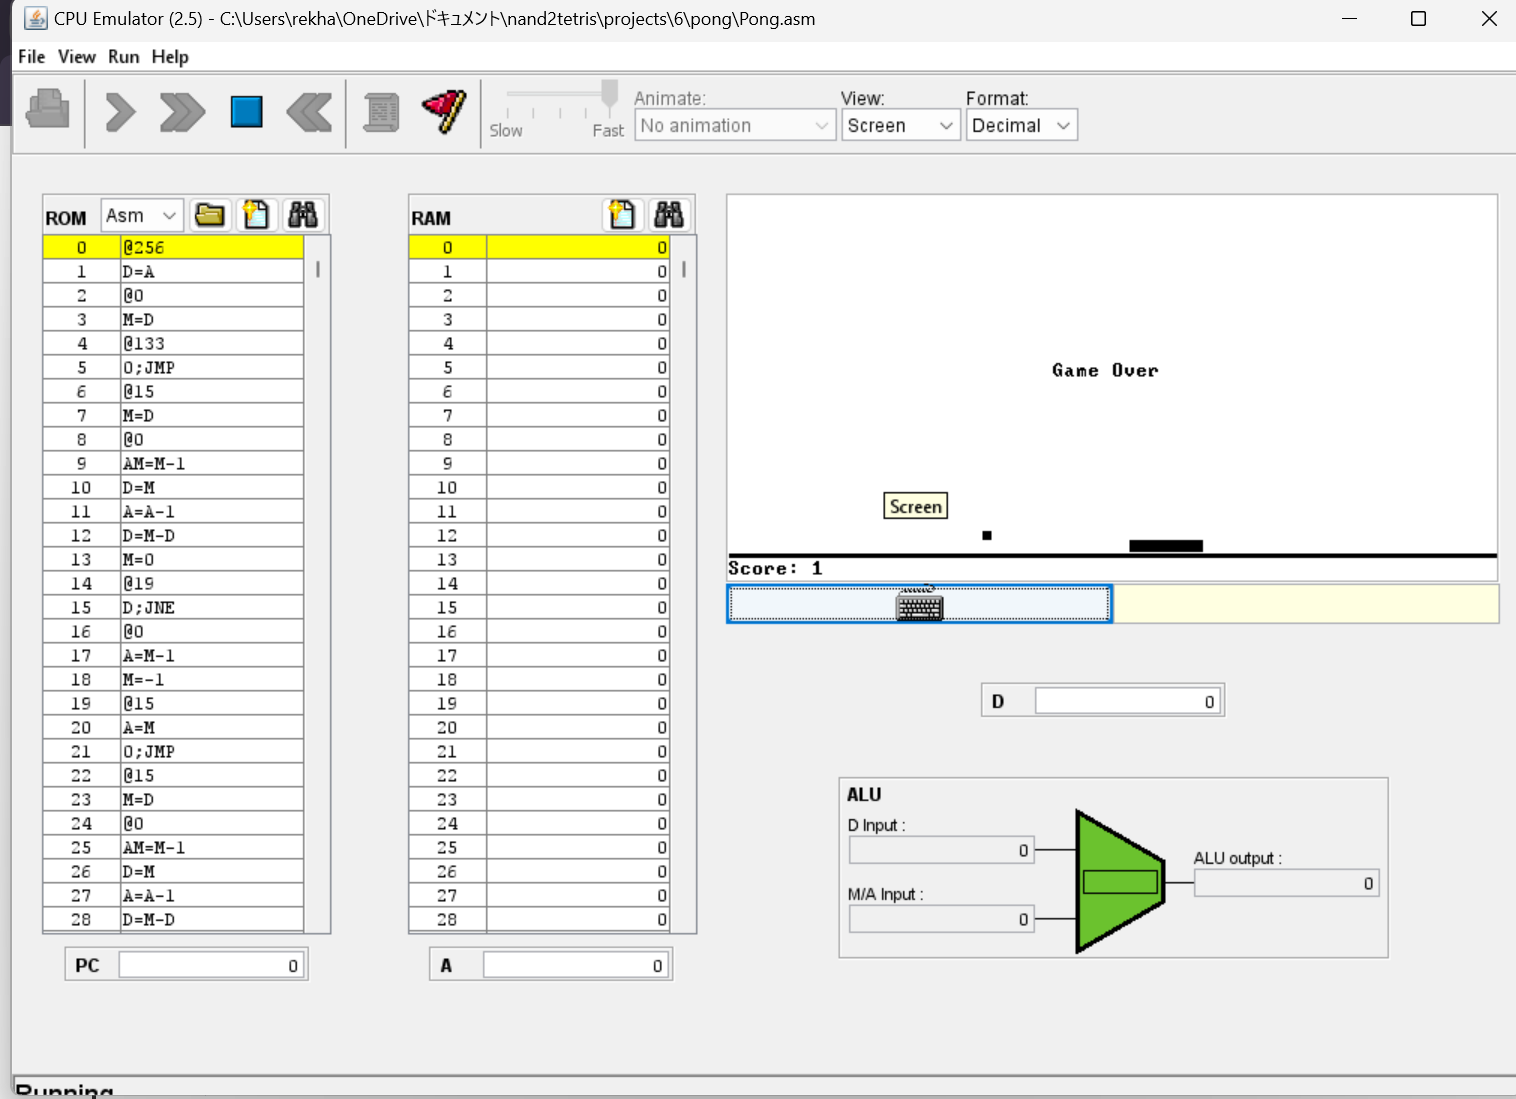 CPU Emulator (2.5) - C:\Users\rekha\OneDrive\ドキュメント\nand2tetris\projects\6\pong\Pong.asm
File View Run Help
Slow Fast
Animate:
No animation
View:
Screen
Format:
Decimal
ROM Asm
0 @256
1 D=A
2 @0
3 M=D
4 @133
5 0;JMP
6 @15
7 M=D
8 @0
9 AM=M-1
10 D=M
11 A=A-1
12 D=M-D
13 M=0
14 @19
15 D;JNE
16 @0
17 A=M-1
18 M=-1
19 @15
20 A=M
21 0;JMP
22 @15
23 M=D
24 @0
25 AM=M-1
26 D=M
27 A=A-1
28 D=M-D
PC 0
RAM
0 0
1 0
2 0
3 0
4 0
5 0
6 0
7 0
8 0
9 0
10 0
11 0
12 0
13 0
14 0
15 0
16 0
17 0
18 0
19 0
20 0
21 0
22 0
23 0
24 0
25 0
26 0
27 0
28 0
A 0
Game Over
Screen
Score: 1
D 0
ALU
D Input :
0
M/A Input :
0
ALU output :
0
Running